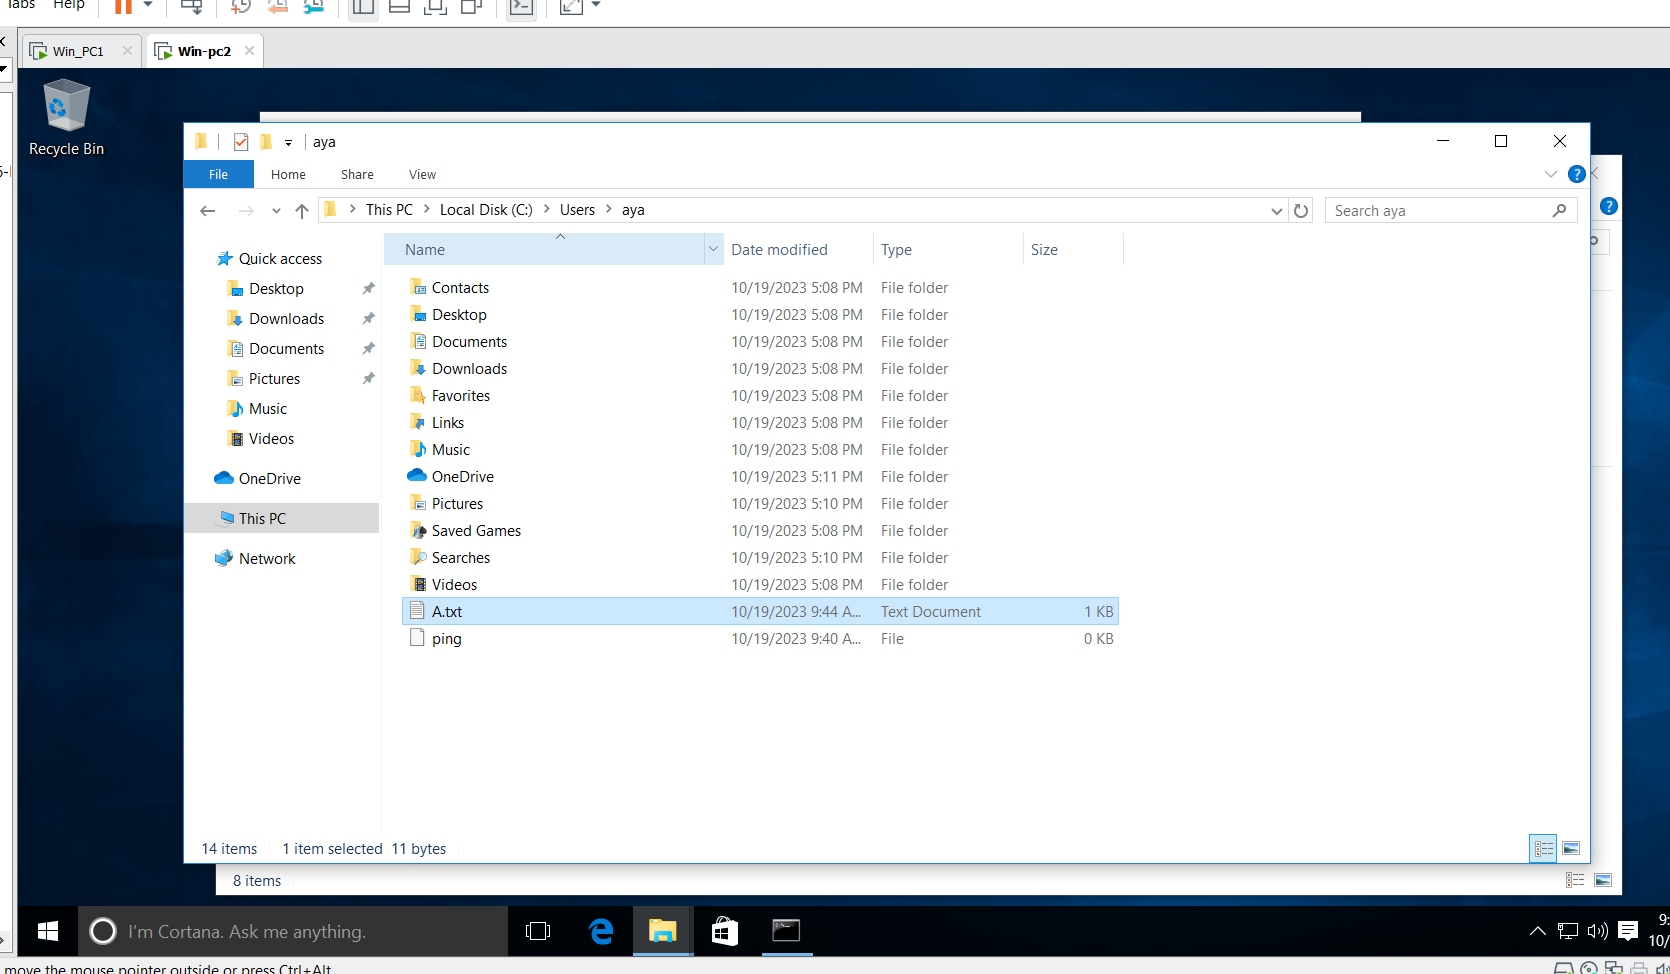 Tabs Help
Win_PC1
Win-pc2
Recycle Bin
aya
File Home Share View
This PC Local Disk (C:) Users aya
Search aya
Name Date modified Type Size
Quick access
Desktop
Downloads
Documents
Pictures
Music
Videos
OneDrive
This PC
Network
Contacts 10/19/2023 5:08 PM File folder
Desktop 10/19/2023 5:08 PM File folder
Documents 10/19/2023 5:08 PM File folder
Downloads 10/19/2023 5:08 PM File folder
Favorites 10/19/2023 5:08 PM File folder
Links 10/19/2023 5:08 PM File folder
Music 10/19/2023 5:08 PM File folder
OneDrive 10/19/2023 5:11 PM File folder
Pictures 10/19/2023 5:10 PM File folder
Saved Games 10/19/2023 5:08 PM File folder
Searches 10/19/2023 5:10 PM File folder
Videos 10/19/2023 5:08 PM File folder
A.txt 10/19/2023 9:44 A... Text Document 1 KB
ping 10/19/2023 9:40 A... File 0 KB
14 items 1 item selected 11 bytes
8 items
I'm Cortana. Ask me anything.
9:
10/
move the mouse pointer outside or press Ctrl+Alt